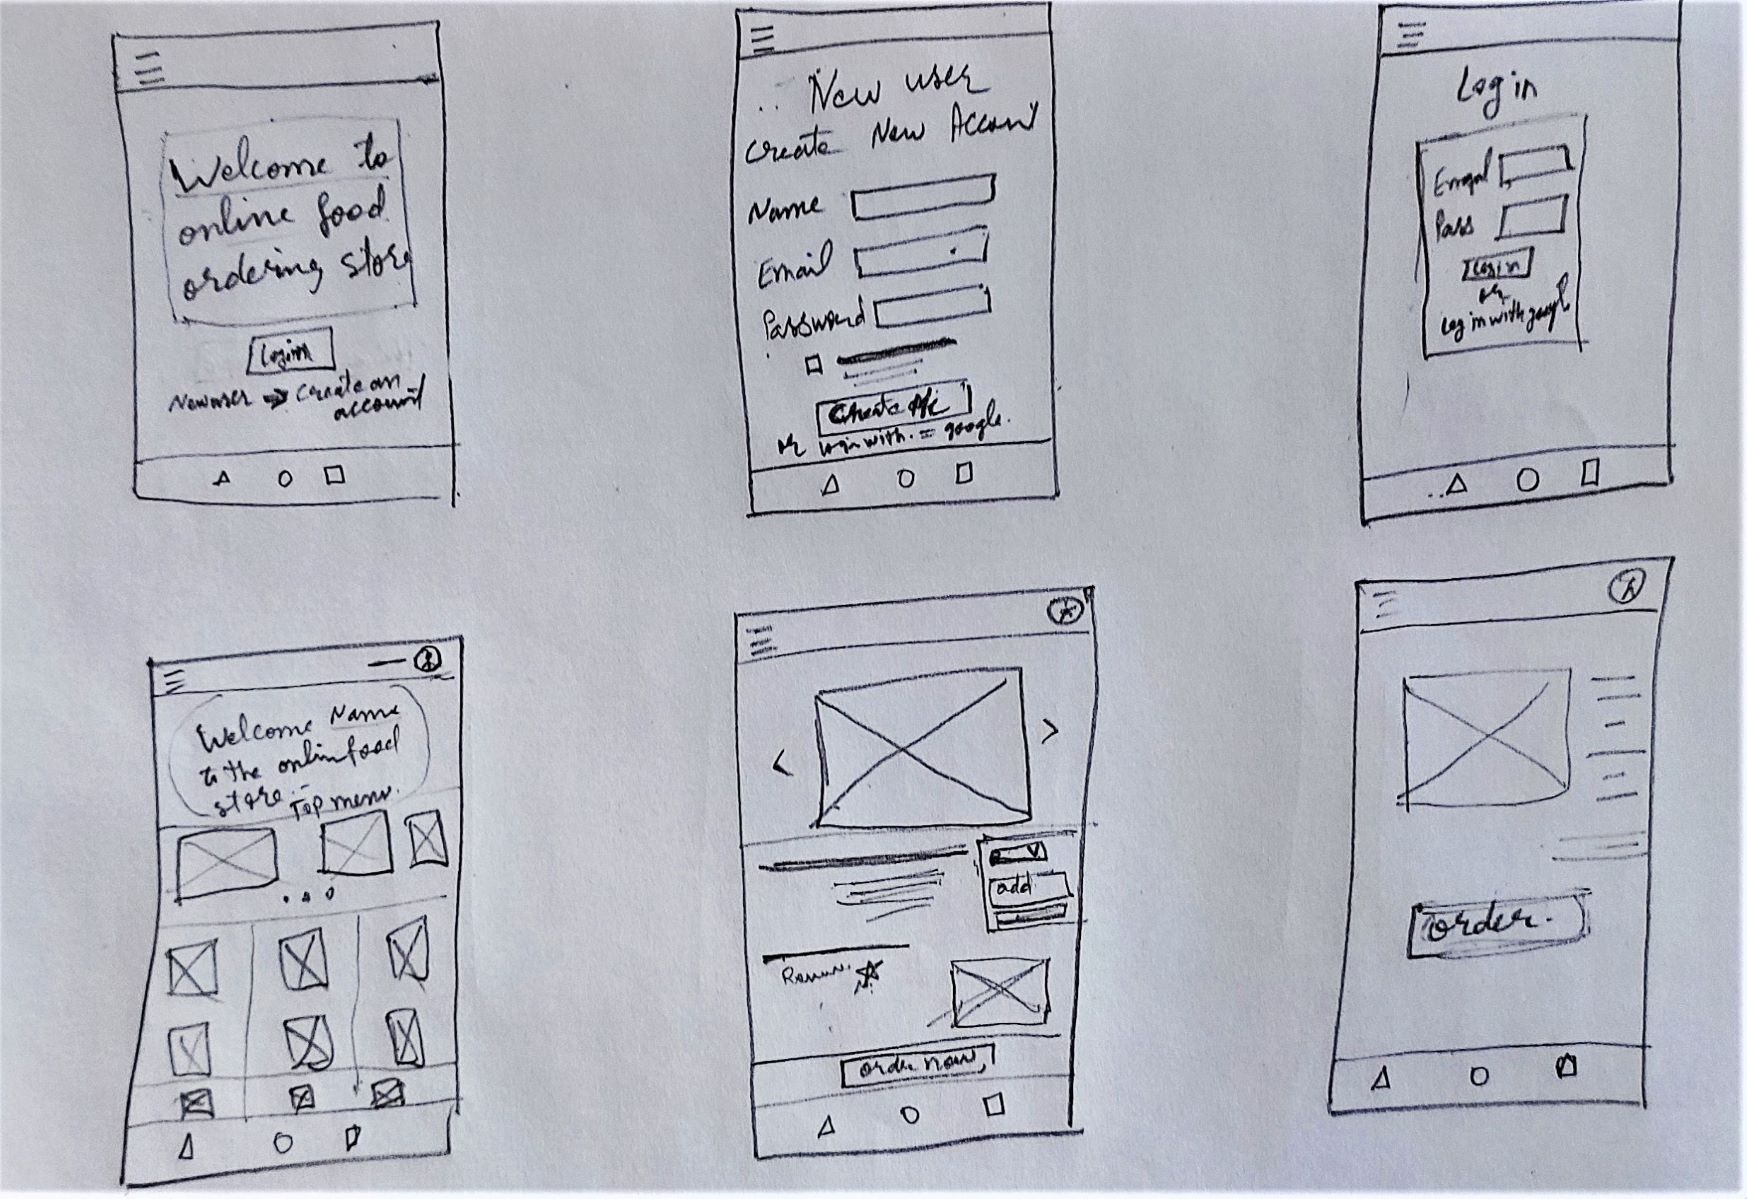 Welcome to
online food
ordering store
Login
New user → Create an
account
New user
Create New Account
Name
Email
Password
Create A/c
or login with = google.
Log in
Email
Pass
Login
or
Log in with google
Welcome Name
to the online food
store..
Top menu.
add
order now
order.